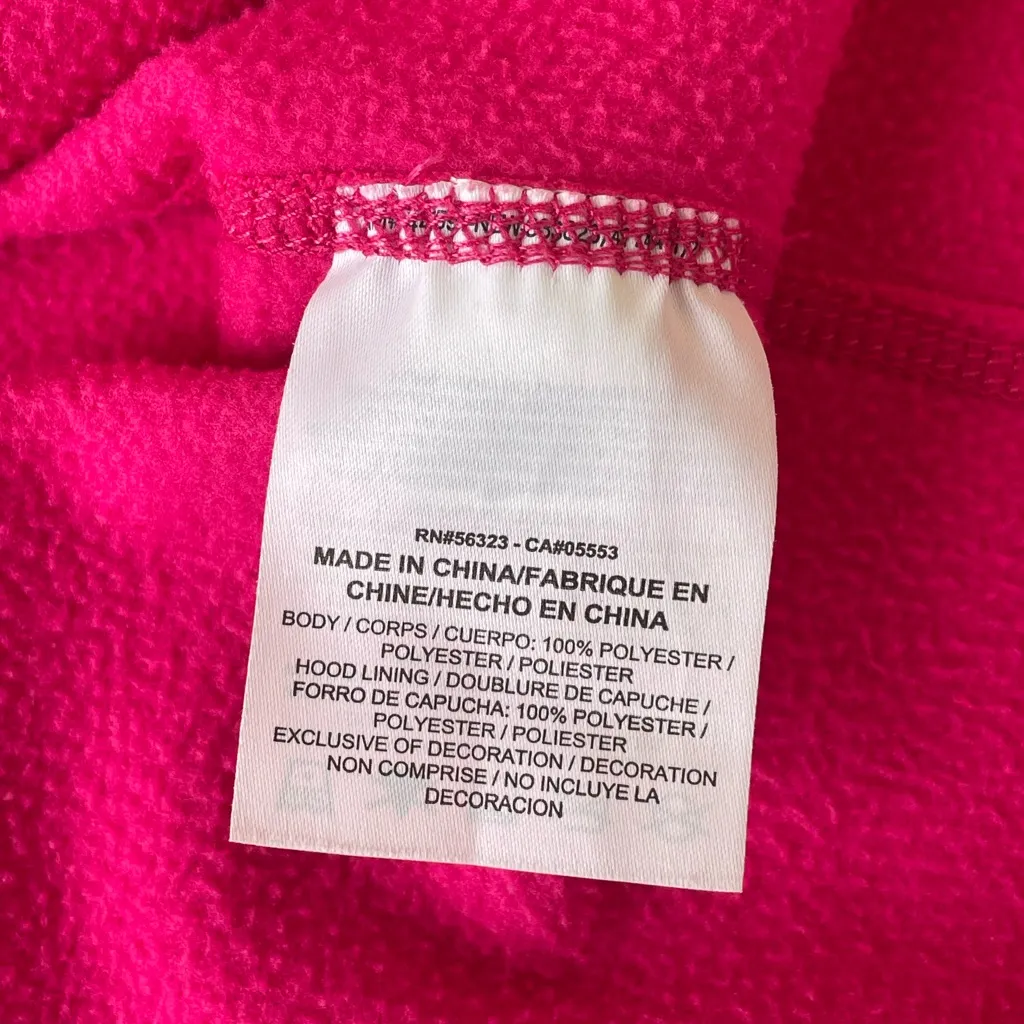 RN#56323 - CA#05553
MADE IN CHINA/FABRIQUE EN
CHINE/HECHO EN CHINA
BODY / CORPS / CUERPO: 100% POLYESTER /
POLYESTER / POLIESTER
HOOD LINING / DOUBLURE DE CAPUCHE /
FORRO DE CAPUCHA: 100% POLYESTER /
POLYESTER / POLIESTER
EXCLUSIVE OF DECORATION / DECORATION
NON COMPRISE / NO INCLUYE LA
DECORACION